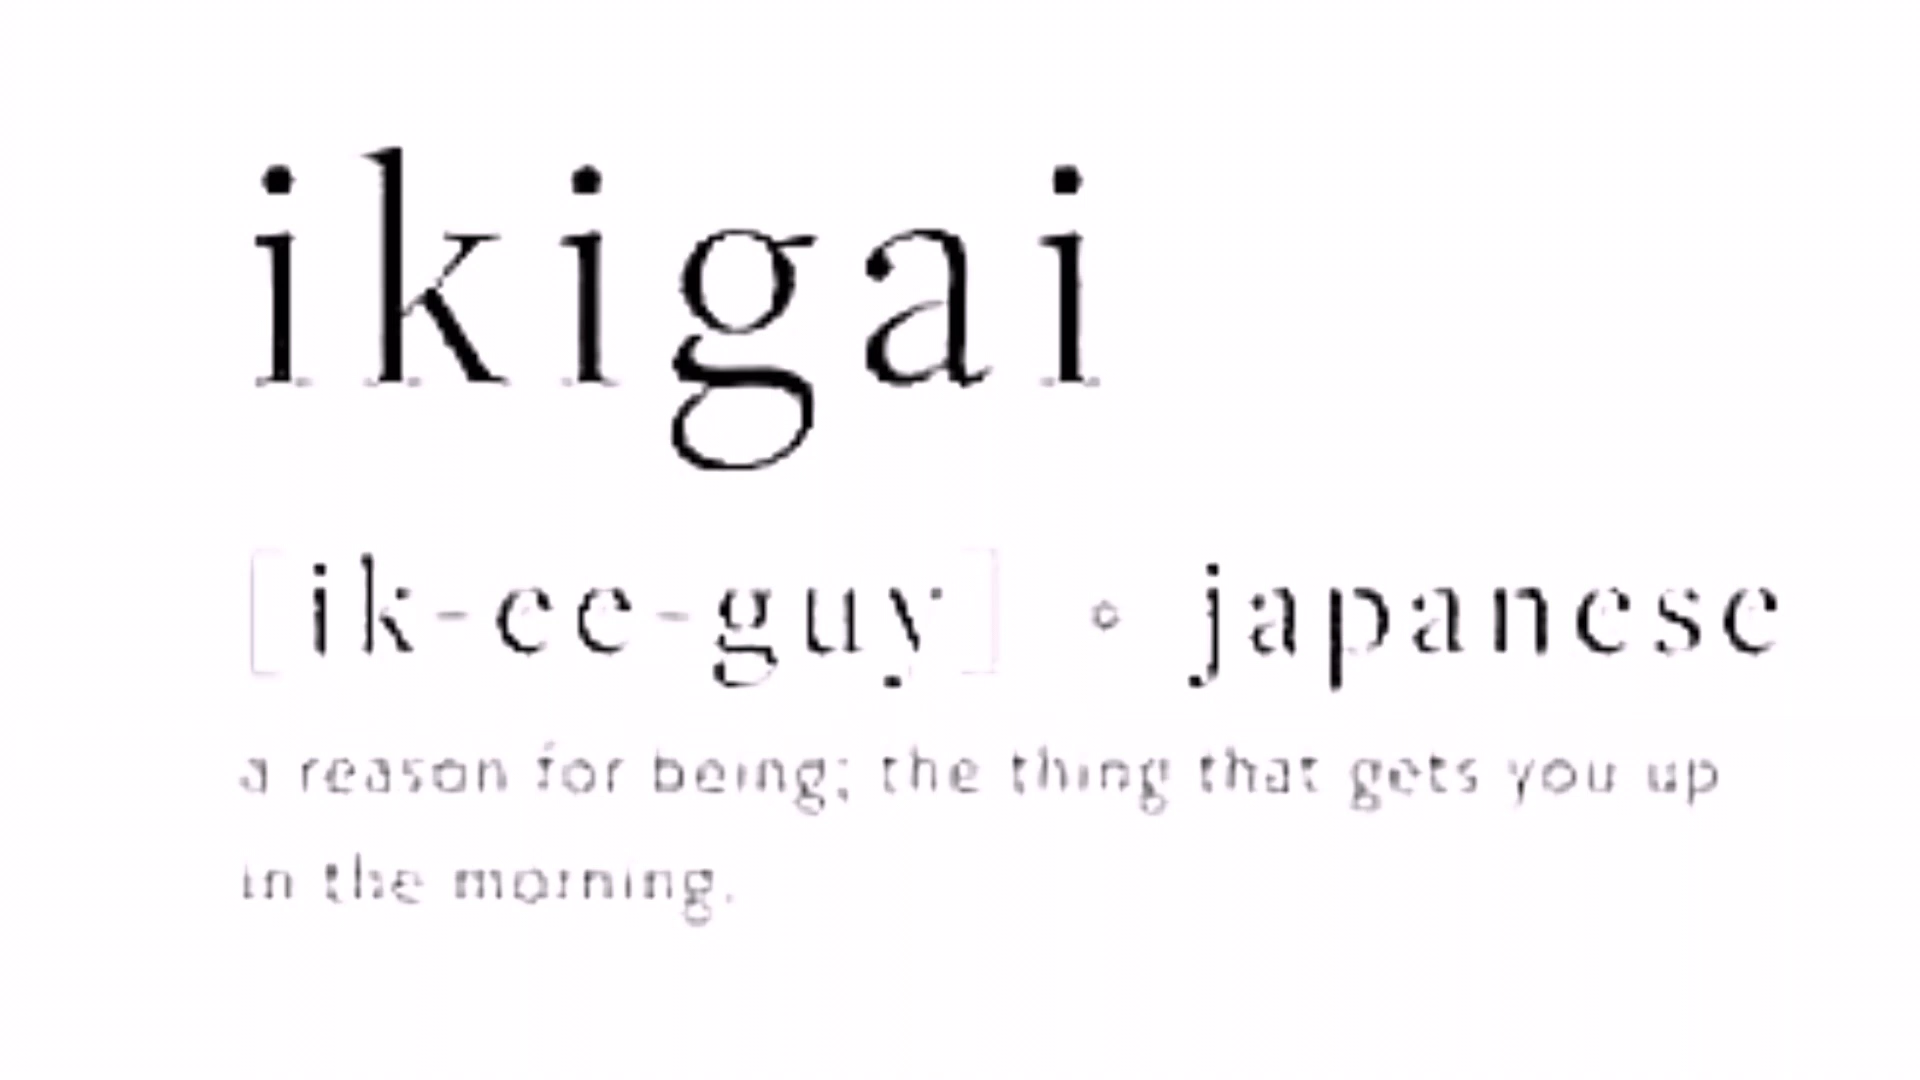 ikigai
[ik-ee-guy] ◦ japanese
a reason for being; the thing that gets you up
in the morning.